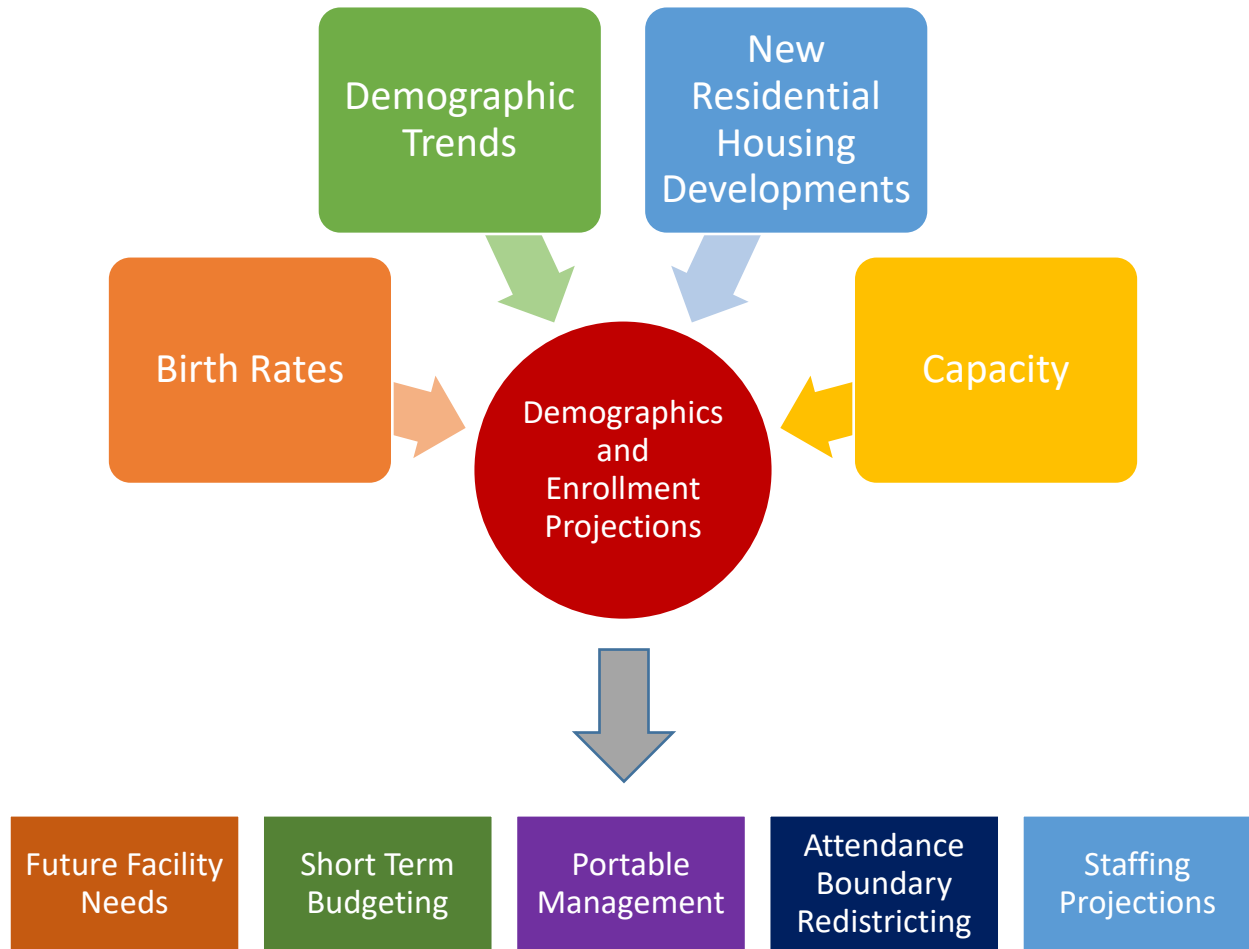 Demographic
Trends
New
Residential
Housing
Developments
Birth Rates
Capacity
Demographics
and
Enrollment
Projections
Future Facility
Needs
Short Term
Budgeting
Portable
Management
Attendance
Boundary
Redistricting
Staffing
Projections